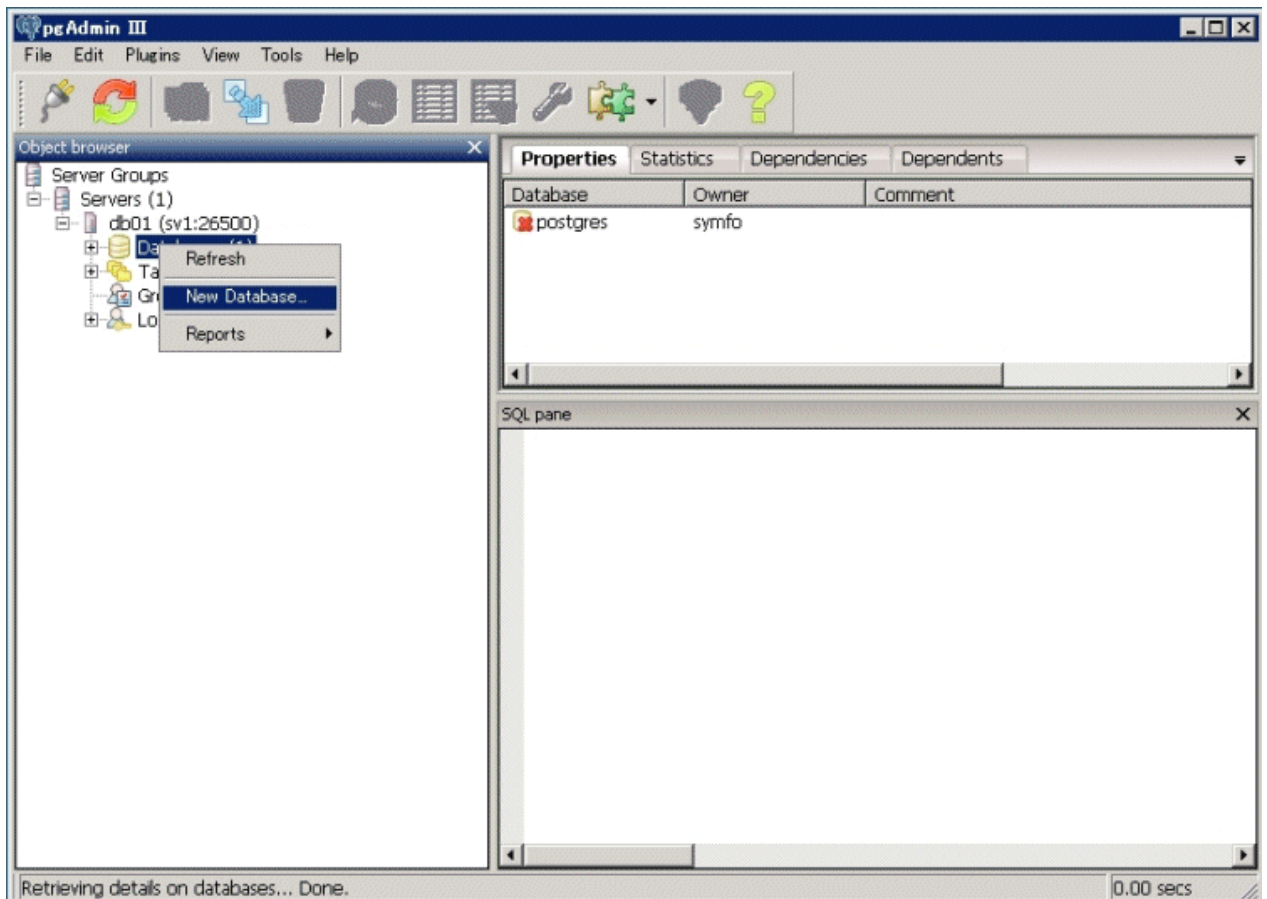 pgAdmin III
File Edit Plugins View Tools Help
Object browser
Server Groups
Servers (1)
db01 (sv1:26500)
Refresh
New Database...
Reports
Properties Statistics Dependencies Dependents
Database Owner Comment
postgres symfo
SQL pane
Retrieving details on databases... Done.
0.00 secs